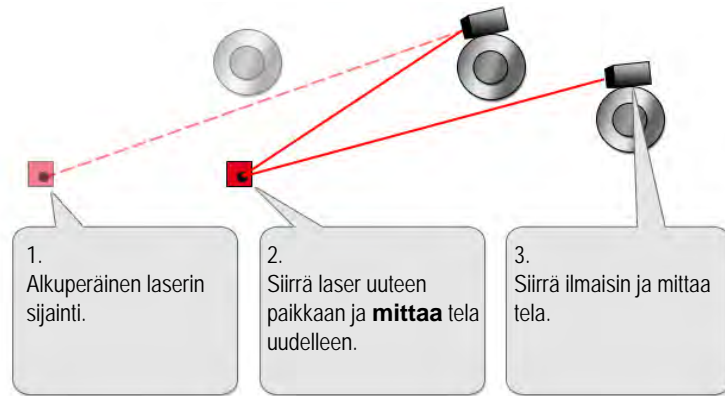 1.
Alkuperäinen laserin
sijainti.
2.
Siirrä laser uuteen
paikkaan ja mittaa tela
uudelleen.
3.
Siirrä ilmaisin ja mittaa
tela.